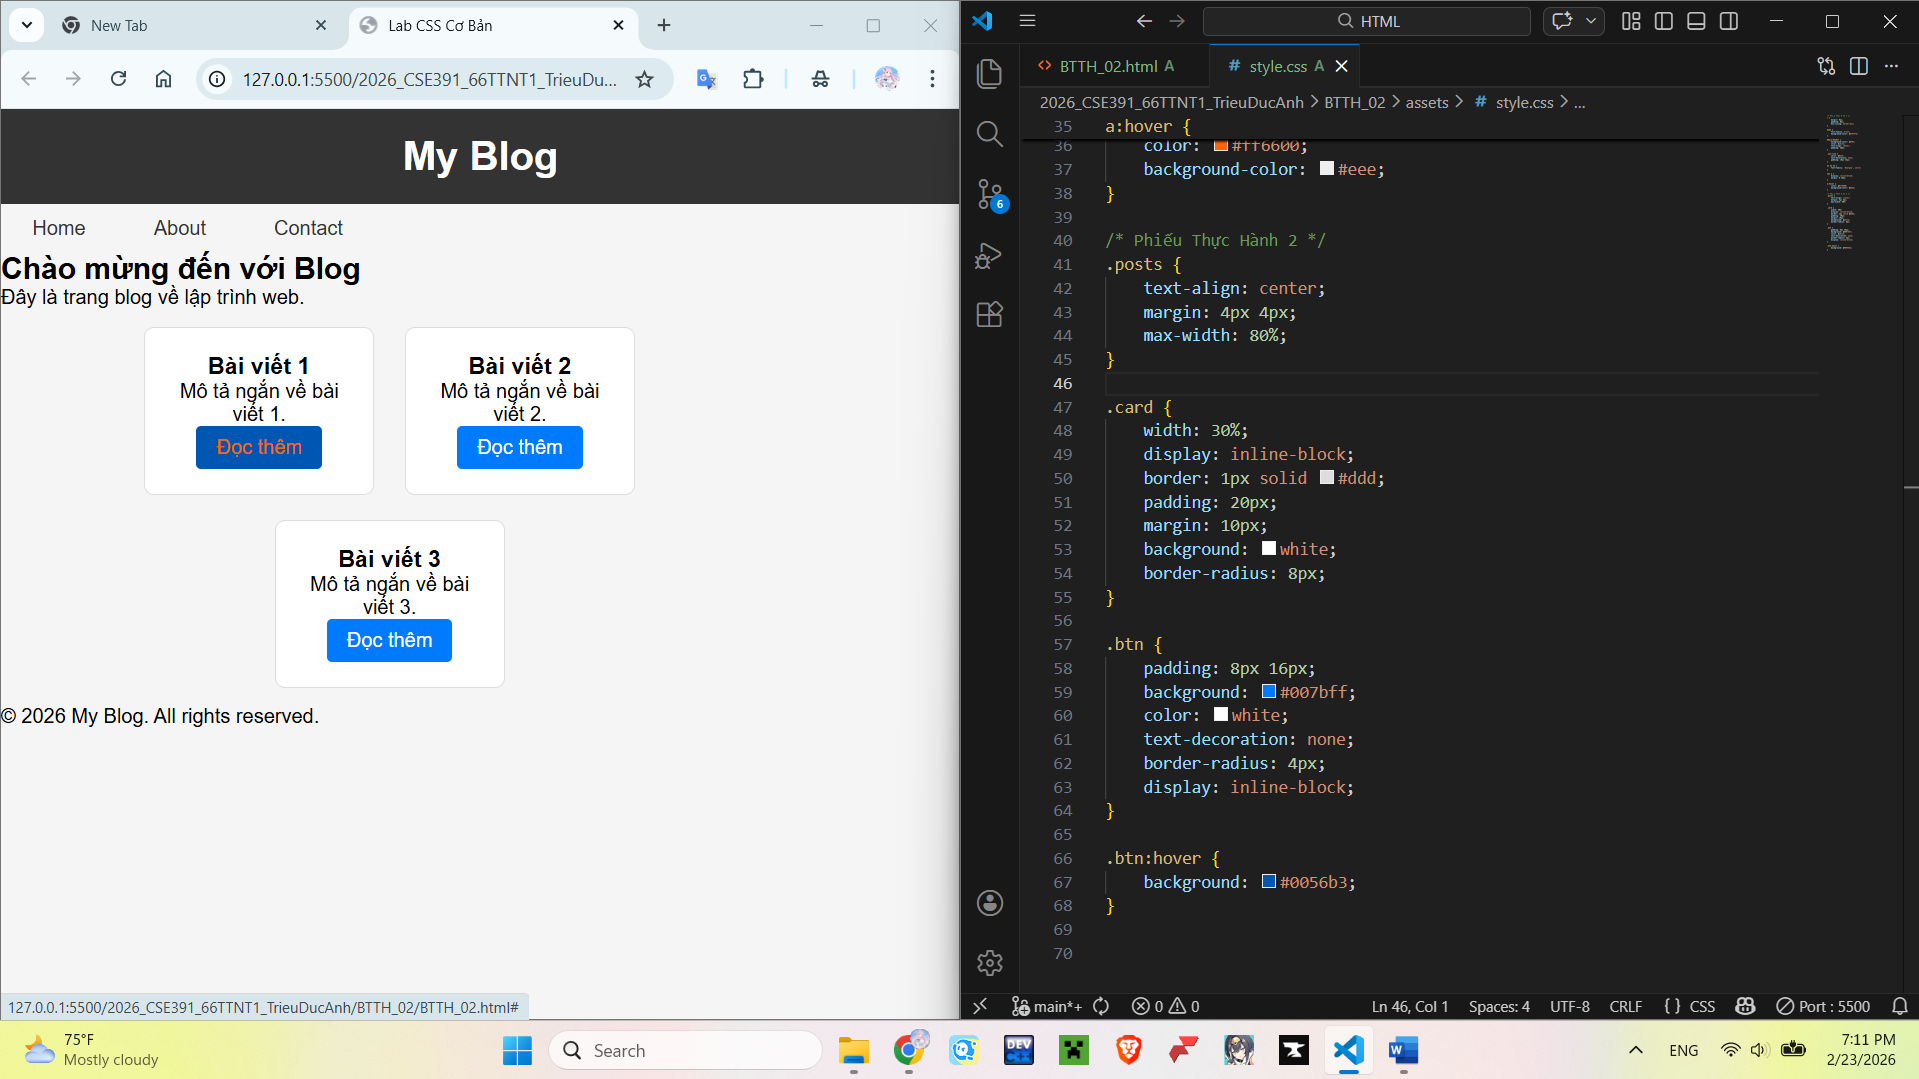 New Tab
Lab CSS Cơ Bản
127.0.0.1:5500/2026_CSE391_66TTNT1_TrieuDu...
My Blog
Home About Contact
Chào mừng đến với Blog
Đây là trang blog về lập trình web.
Bài viết 1
Mô tả ngắn về bài
viết 1.
Đọc thêm
Bài viết 2
Mô tả ngắn về bài
viết 2.
Đọc thêm
Bài viết 3
Mô tả ngắn về bài
viết 3.
Đọc thêm
© 2026 My Blog. All rights reserved.
127.0.0.1:5500/2026_CSE391_66TTNT1_TrieuDucAnh/BTTH_02/BTTH_02.html#
HTML
BTTH_02.html A
# style.css A
2026_CSE391_66TTNT1_TrieuDucAnh > BTTH_02 > assets > # style.css > ...
6
35 a:hover {
36 color: #ff6600;
37 background-color: #eee;
38 }
39
40 /* Phiếu Thực Hành 2 */
41 .posts {
42 text-align: center;
43 margin: 4px 4px;
44 max-width: 80%;
45 }
46
47 .card {
48 width: 30%;
49 display: inline-block;
50 border: 1px solid #ddd;
51 padding: 20px;
52 margin: 10px;
53 background: white;
54 border-radius: 8px;
55 }
56
57 .btn {
58 padding: 8px 16px;
59 background: #007bff;
60 color: white;
61 text-decoration: none;
62 border-radius: 4px;
63 display: inline-block;
64 }
65
66 .btn:hover {
67 background: #0056b3;
68 }
69
70
main*+ 0 0 Ln 46, Col 1 Spaces: 4 UTF-8 CRLF { } CSS Port : 5500
75°F
Mostly cloudy
Search
DEV C++
ENG
7:11 PM
2/23/2026